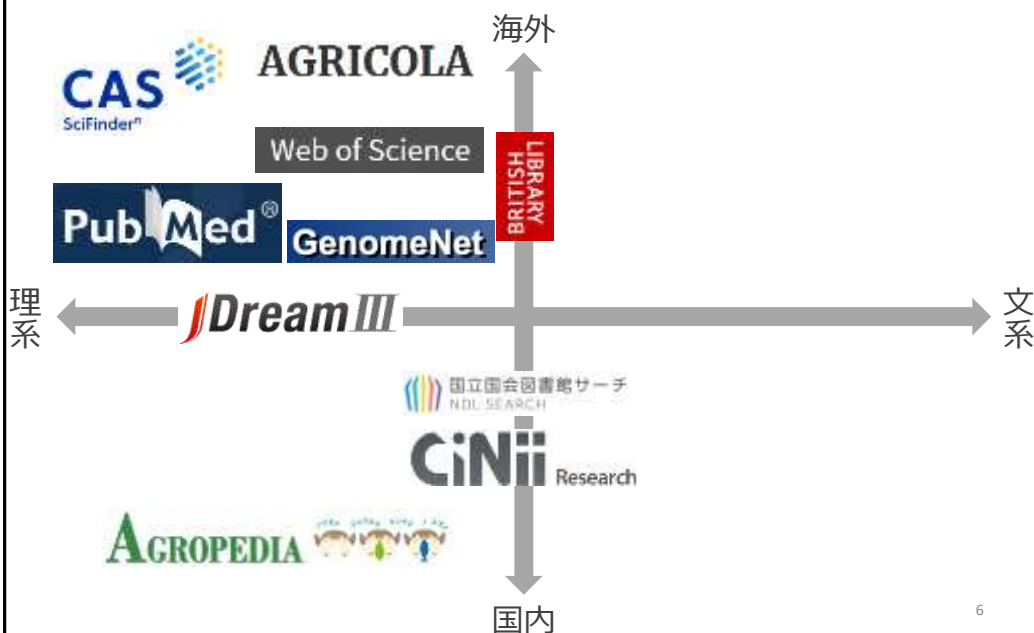 海外
CAS
SciFinderⁿ
AGRICOLA
Web of Science
BRITISH
LIBRARY
PubMed®
GenomeNet
理系
JDreamⅢ
文系
国立国会図書館サーチ
NDL SEARCH
CiNii Research
AGROPEDIA
国内
6